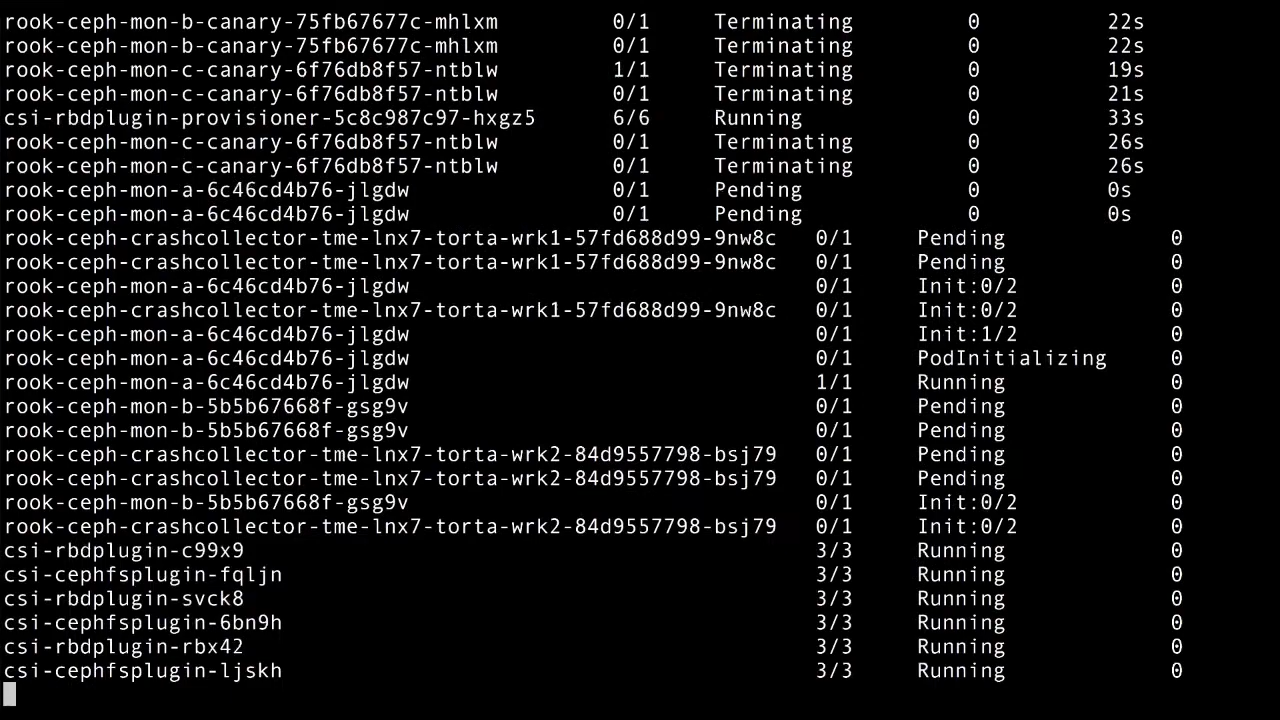 rook-ceph-mon-b-canary-75fb67677c-mhlxm 0/1 Terminating 0 22s
rook-ceph-mon-b-canary-75fb67677c-mhlxm 0/1 Terminating 0 22s
rook-ceph-mon-c-canary-6f76db8f57-ntblw 1/1 Terminating 0 19s
rook-ceph-mon-c-canary-6f76db8f57-ntblw 0/1 Terminating 0 21s
csi-rbdplugin-provisioner-5c8c987c97-hxgz5 6/6 Running 0 33s
rook-ceph-mon-c-canary-6f76db8f57-ntblw 0/1 Terminating 0 26s
rook-ceph-mon-c-canary-6f76db8f57-ntblw 0/1 Terminating 0 26s
rook-ceph-mon-a-6c46cd4b76-jlgdw 0/1 Pending 0 0s
rook-ceph-mon-a-6c46cd4b76-jlgdw 0/1 Pending 0 0s
rook-ceph-crashcollector-tme-lnx7-torta-wrk1-57fd688d99-9nw8c 0/1 Pending 0
rook-ceph-crashcollector-tme-lnx7-torta-wrk1-57fd688d99-9nw8c 0/1 Pending 0
rook-ceph-mon-a-6c46cd4b76-jlgdw 0/1 Init:0/2 0
rook-ceph-crashcollector-tme-lnx7-torta-wrk1-57fd688d99-9nw8c 0/1 Init:0/2 0
rook-ceph-mon-a-6c46cd4b76-jlgdw 0/1 Init:1/2 0
rook-ceph-mon-a-6c46cd4b76-jlgdw 0/1 PodInitializing 0
rook-ceph-mon-a-6c46cd4b76-jlgdw 1/1 Running 0
rook-ceph-mon-b-5b5b67668f-gsg9v 0/1 Pending 0
rook-ceph-mon-b-5b5b67668f-gsg9v 0/1 Pending 0
rook-ceph-crashcollector-tme-lnx7-torta-wrk2-84d9557798-bsj79 0/1 Pending 0
rook-ceph-crashcollector-tme-lnx7-torta-wrk2-84d9557798-bsj79 0/1 Pending 0
rook-ceph-mon-b-5b5b67668f-gsg9v 0/1 Init:0/2 0
rook-ceph-crashcollector-tme-lnx7-torta-wrk2-84d9557798-bsj79 0/1 Init:0/2 0
csi-rbdplugin-c99x9 3/3 Running 0
csi-cephfsplugin-fqljn 3/3 Running 0
csi-rbdplugin-svck8 3/3 Running 0
csi-cephfsplugin-6bn9h 3/3 Running 0
csi-rbdplugin-rbx42 3/3 Running 0
csi-cephfsplugin-ljskh 3/3 Running 0